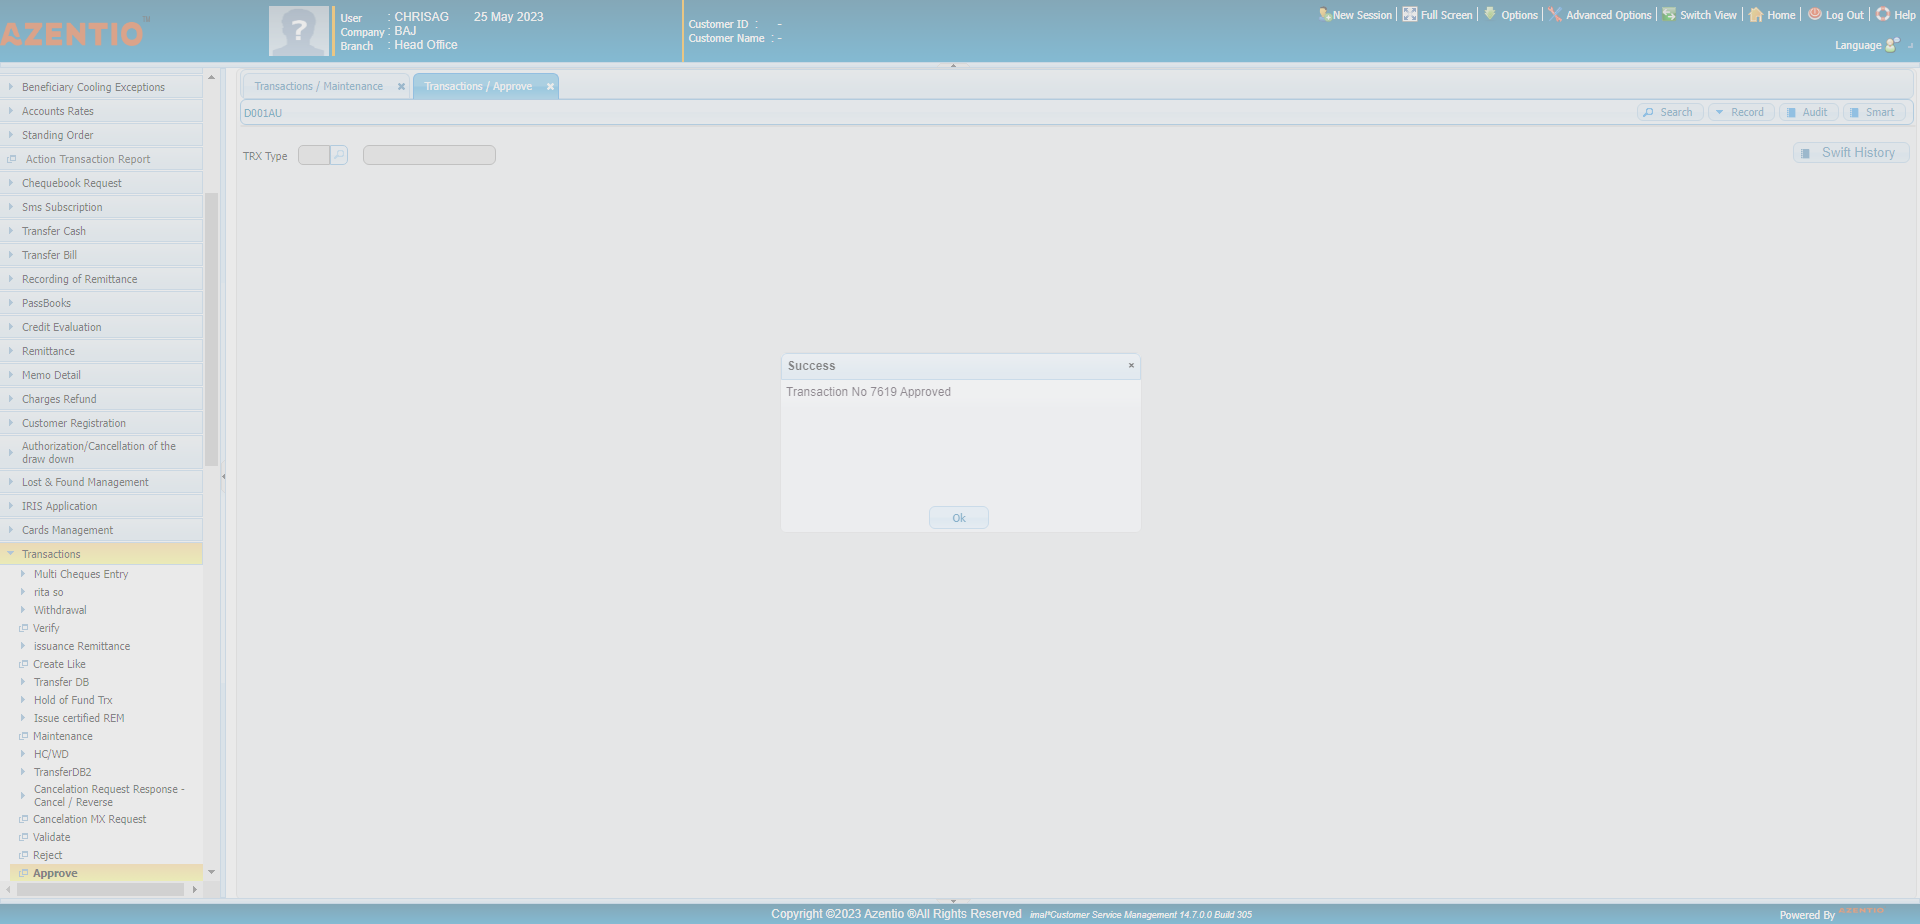 AZENTIO™
User : CHRISAG 25 May 2023
Company : BAJ
Branch : Head Office
Customer ID : -
Customer Name : -
New Session
Full Screen
Options
Advanced Options
Switch View
Home
Log Out
Help
Language
Beneficiary Cooling Exceptions
Accounts Rates
Standing Order
Action Transaction Report
Chequebook Request
Sms Subscription
Transfer Cash
Transfer Bill
Recording of Remittance
PassBooks
Credit Evaluation
Remittance
Memo Detail
Charges Refund
Customer Registration
Authorization/Cancellation of the
draw down
Lost & Found Management
IRIS Application
Cards Management
Transactions
Multi Cheques Entry
rita so
Withdrawal
Verify
issuance Remittance
Create Like
Transfer DB
Hold of Fund Trx
Issue certified REM
Maintenance
HC/WD
TransferDB2
Cancelation Request Response -
Cancel / Reverse
Cancelation MX Request
Validate
Reject
Approve
Transactions / Maintenance
Transactions / Approve
D001AU
Search
Record
Audit
Smart
TRX Type
Swift History
Success
Transaction No 7619 Approved
Ok
Copyright ©2023 Azentio ®All Rights Reserved imal®Customer Service Management 14.7.0.0 Build 305
Powered By AZENTIO